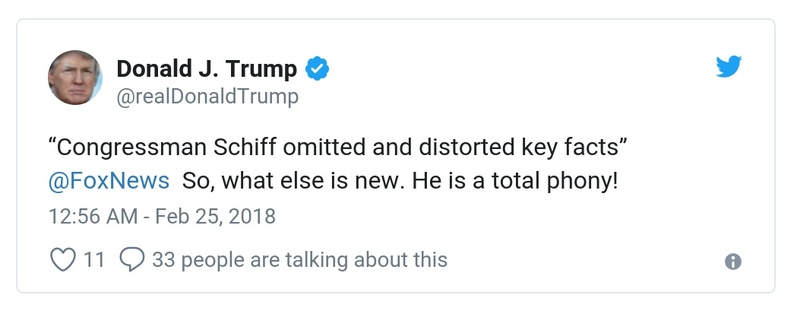 Donald J. Trump
@realDonaldTrump
“Congressman Schiff omitted and distorted key facts”
@FoxNews  So, what else is new. He is a total phony!
12:56 AM - Feb 25, 2018
11 33 people are talking about this